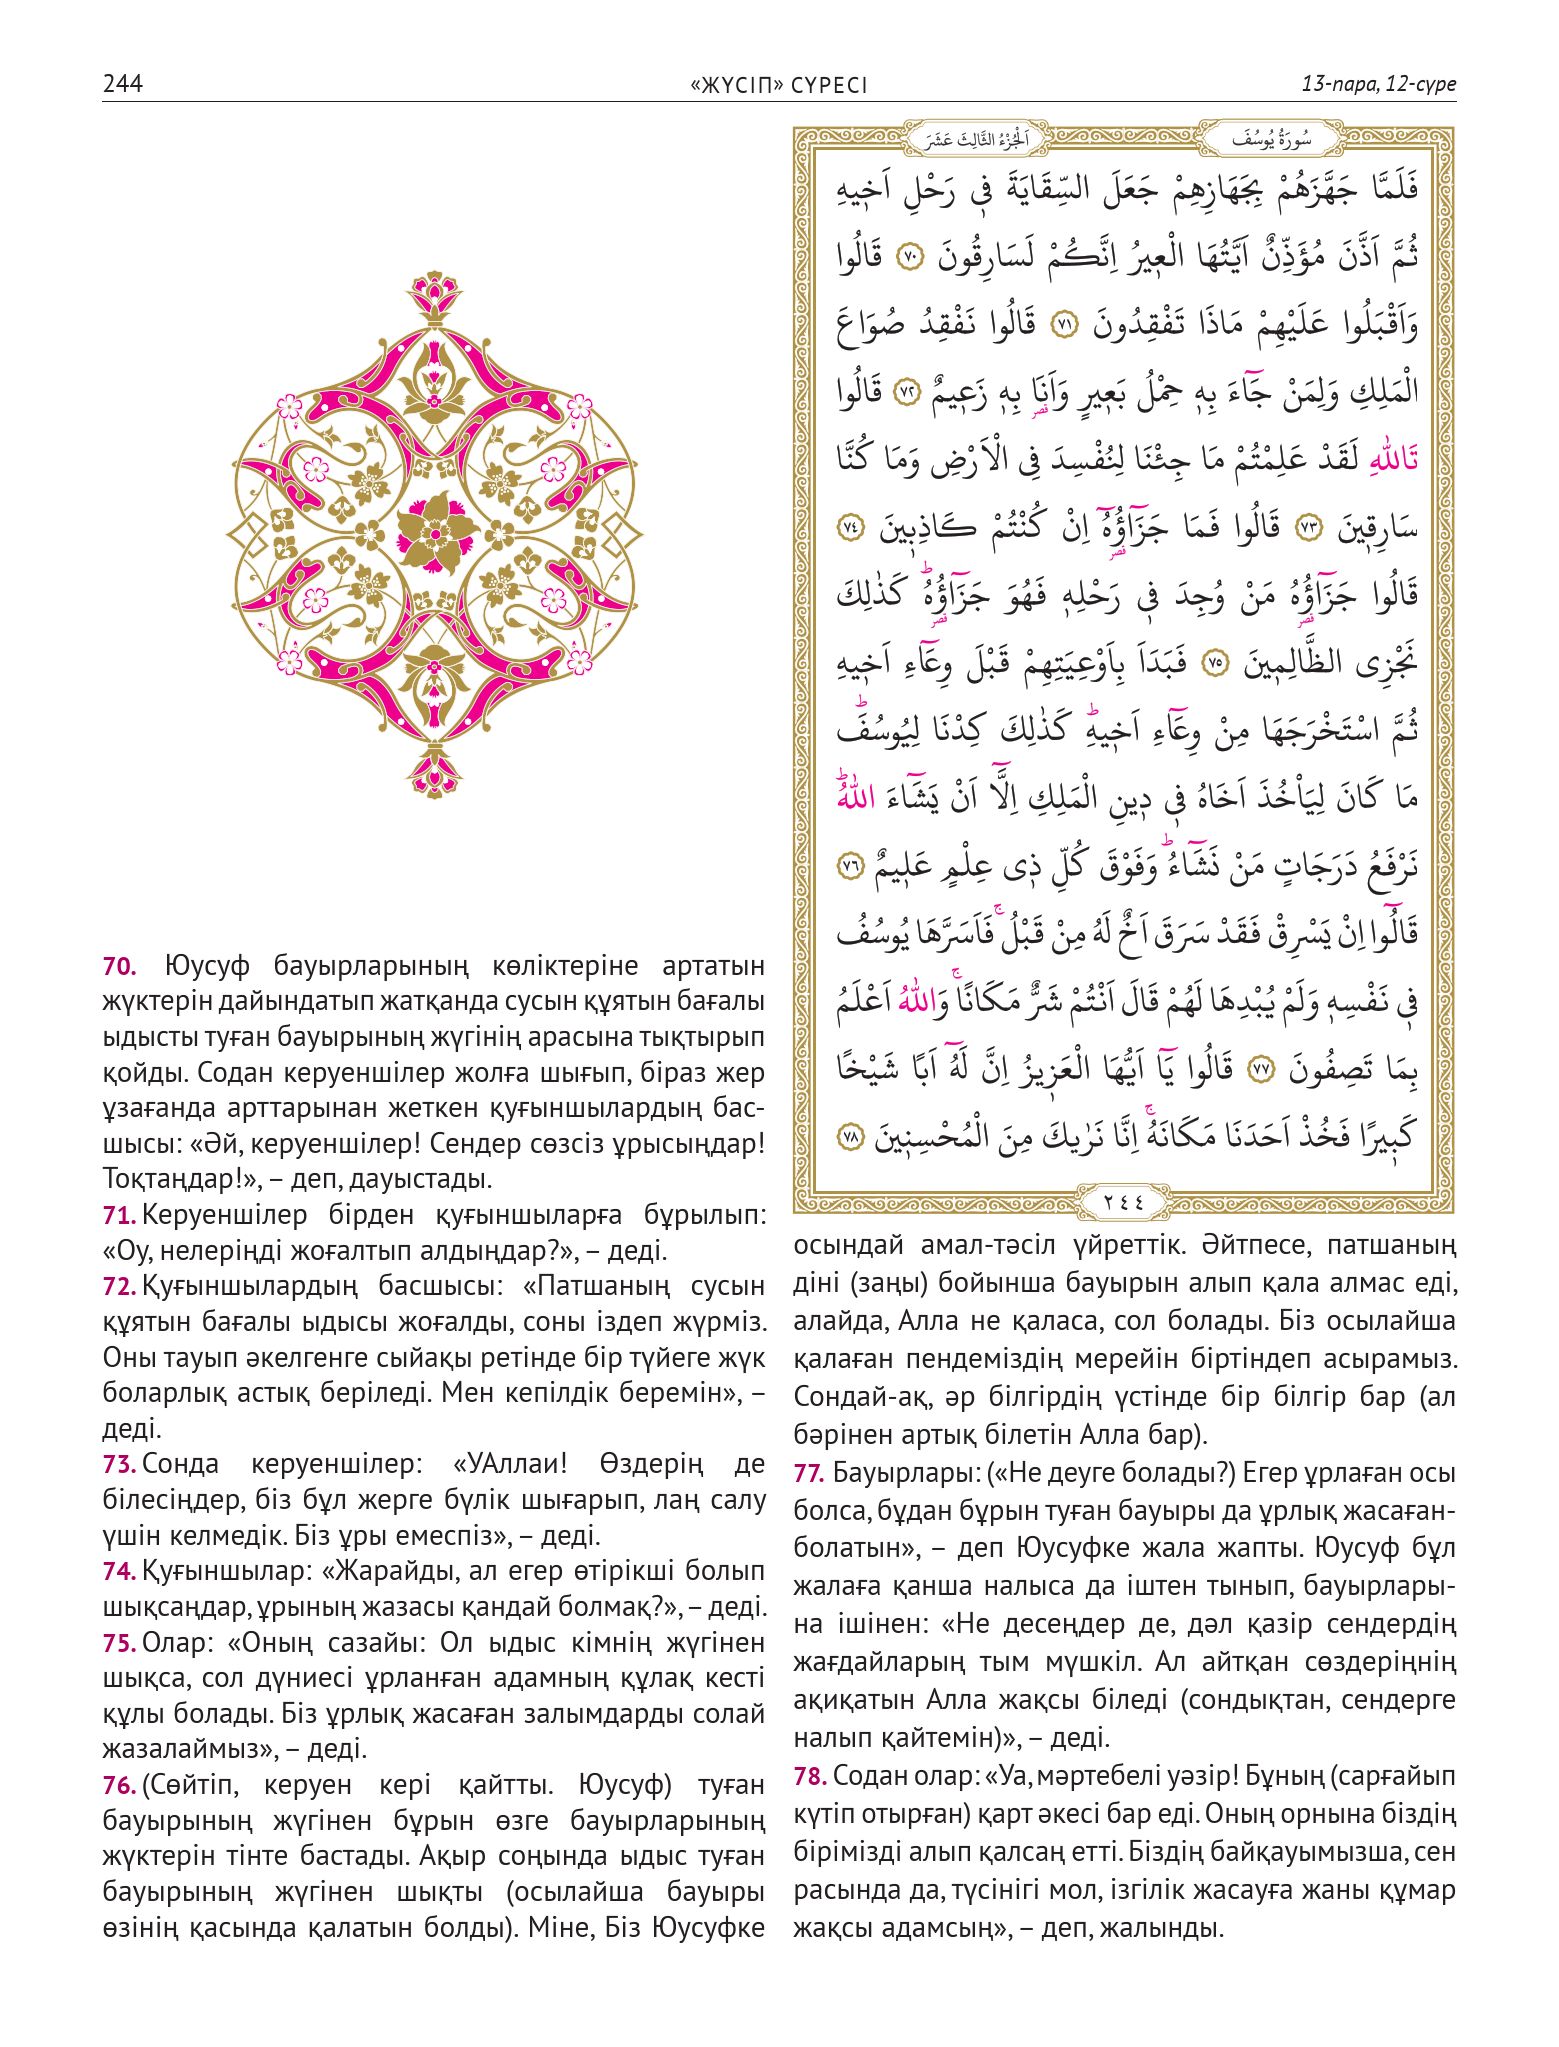 244
«ЖҮСІП» СҮРЕСІ
13-пара, 12-сүре
سُورَةُ يُوسُفَ
اَلْجُزْءُ الثَّالِثَ عَشَرَ
فَلَمَّا جَهَّزَهُمْ بِجَهَازِهِمْ جَعَلَ السِّقَايَةَ ف۪ي رَحْلِ اَخ۪يهِ
ثُمَّ اَذَّنَ مُؤَذِّنٌ اَيَّتُهَا الْع۪يرُ اِنَّكُمْ لَسَارِقُونَ ﴿٧٠﴾ قَالُوا
وَاَقْبَلُوا عَلَيْهِمْ مَاذَا تَفْقِدُونَ ﴿٧١﴾ قَالُوا نَفْقِدُ صُوَاعَ
الْمَلِكِ وَلِمَنْ جَٓاءَ بِه۪ حِمْلُ بَع۪يرٍ وَاَنَا۬ بِه۪ زَع۪يمٌ ﴿٧٢﴾ قَالُوا
تَاللّٰهِ لَقَدْ عَلِمْتُمْ مَا جِئْنَا لِنُفْسِدَ فِي الْاَرْضِ وَمَا كُنَّا
سَارِق۪ينَ ﴿٧٣﴾ قَالُوا فَمَا جَزَٓاؤُ۬هُٓ اِنْ كُنْتُمْ كَاذِب۪ينَ ﴿٧٤﴾
قَالُوا جَزَٓاؤُ۬هُ مَنْ وُجِدَ ف۪ي رَحْلِه۪ فَهُوَ جَزَٓاؤُ۬هُۜ كَذٰلِكَ
نَجْزِي الظَّالِم۪ينَ ﴿٧٥﴾ فَبَدَاَ بِاَوْعِيَتِهِمْ قَبْلَ وِعَٓاءِ اَخ۪يهِ
ثُمَّ اسْتَخْرَجَهَا مِنْ وِعَٓاءِ اَخ۪يهِۜ كَذٰلِكَ كِدْنَا لِيُوسُفَۜ
مَا كَانَ لِيَأْخُذَ اَخَاهُ ف۪ي د۪ينِ الْمَلِكِ اِلَّٓا اَنْ يَشَٓاءَ اللّٰهُۜ
نَرْفَعُ دَرَجَاتٍ مَنْ نَشَٓاءُۜ وَفَوْقَ كُلِّ ذ۪ي عِلْمٍ عَل۪يمٌ ﴿٧٦﴾
قَالُٓوا اِنْ يَسْرِقْ فَقَدْ سَرَقَ اَخٌ لَهُ مِنْ قَبْلُۚ فَاَسَرَّهَا يُوسُفُ
ف۪ي نَفْسِه۪ وَلَمْ يُبْدِهَا لَهُمْ قَالَ اَنْتُمْ شَرٌّ مَكَانًاۚ وَاللّٰهُ اَعْلَمُ
بِمَا تَصِفُونَ ﴿٧٧﴾ قَالُوا يَٓا اَيُّهَا الْعَز۪يزُ اِنَّ لَهُٓ اَبًا شَيْخًا
كَب۪يرًا فَخُذْ اَحَدَنَا مَكَانَهُۚ اِنَّا نَرٰيكَ مِنَ الْمُحْسِن۪ينَ ﴿٧٨﴾
٢٤٤
70. Юусуф бауырларының көліктеріне артатын
жүктерін дайындатып жатқанда сусын құятын бағалы
ыдысты туған бауырының жүгінің арасына тықтырып
қойды. Содан керуеншілер жолға шығып, біраз жер
ұзағанда арттарынан жеткен қуғыншылардың бас-
шысы: «Әй, керуеншілер! Сендер сөзсіз ұрысыңдар!
Тоқтаңдар!», – деп, дауыстады.
71. Керуеншілер бірден қуғыншыларға бұрылып:
«Оу, нелеріңді жоғалтып алдыңдар?», – деді.
72. Қуғыншылардың басшысы: «Патшаның сусын
құятын бағалы ыдысы жоғалды, соны іздеп жүрміз.
Оны тауып әкелгенге сыйақы ретінде бір түйеге жүк
боларлық астық беріледі. Мен кепілдік беремін», –
деді.
73. Сонда керуеншілер: «УАллаи! Өздерің де
білесіңдер, біз бұл жерге бүлік шығарып, лаң салу
үшін келмедік. Біз ұры емеспіз», – деді.
74. Қуғыншылар: «Жарайды, ал егер өтірікші болып
шықсаңдар, ұрының жазасы қандай болмақ?», – деді.
75. Олар: «Оның сазайы: Ол ыдыс кімнің жүгінен
шықса, сол дүниесі ұрланған адамның құлақ кесті
құлы болады. Біз ұрлық жасаған залымдарды солай
жазалаймыз», – деді.
76. (Сөйтіп, керуен кері қайтты. Юусуф) туған
бауырының жүгінен бұрын өзге бауырларының
жүктерін тінте бастады. Ақыр соңында ыдыс туған
бауырының жүгінен шықты (осылайша бауыры
өзінің қасында қалатын болды). Міне, Біз Юусуфке
осындай амал-тәсіл үйреттік. Әйтпесе, патшаның
діні (заңы) бойынша бауырын алып қала алмас еді,
алайда, Алла не қаласа, сол болады. Біз осылайша
қалаған пендеміздің мерейін біртіндеп асырамыз.
Сондай-ақ, әр білгірдің үстінде бір білгір бар (ал
бәрінен артық білетін Алла бар).
77. Бауырлары: («Не деуге болады?) Егер ұрлаған осы
болса, бұдан бұрын туған бауыры да ұрлық жасаған-
болатын», – деп Юусуфке жала жапты. Юусуф бұл
жалаға қанша налыса да іштен тынып, бауырлары-
на ішінен: «Не десеңдер де, дәл қазір сендердің
жағдайларың тым мүшкіл. Ал айтқан сөздеріңнің
ақиқатын Алла жақсы біледі (сондықтан, сендерге
налып қайтемін)», – деді.
78. Содан олар: «Уа, мәртебелі уәзір! Бұның (сарғайып
күтіп отырған) қарт әкесі бар еді. Оның орнына біздің
бірімізді алып қалсаң етті. Біздің байқауымызша, сен
расында да, түсінігі мол, ізгілік жасауға жаны құмар
жақсы адамсың», – деп, жалынды.